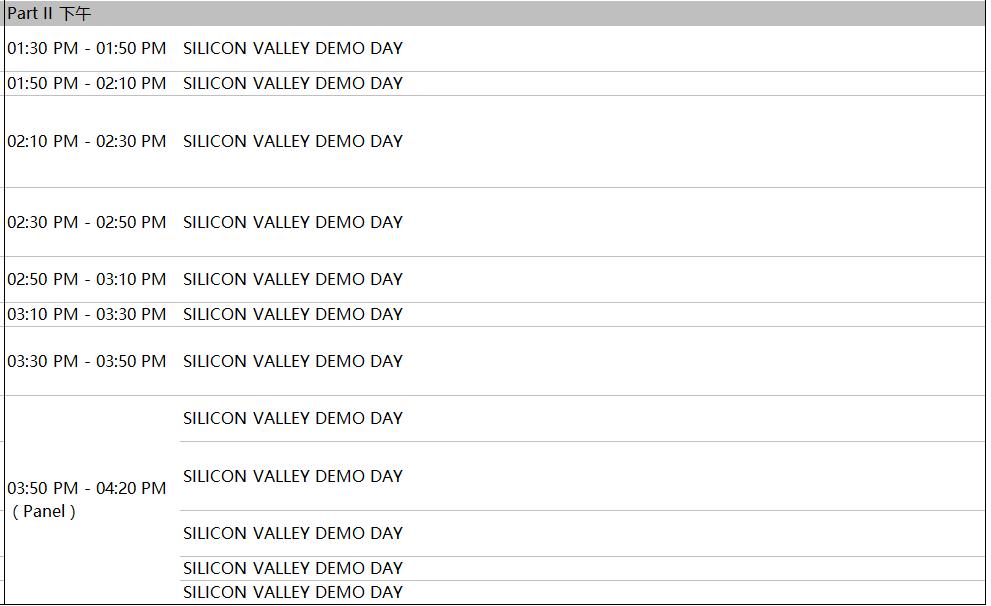 Part II 下午
01:30 PM - 01:50 PM SILICON VALLEY DEMO DAY
01:50 PM - 02:10 PM SILICON VALLEY DEMO DAY
02:10 PM - 02:30 PM SILICON VALLEY DEMO DAY
02:30 PM - 02:50 PM SILICON VALLEY DEMO DAY
02:50 PM - 03:10 PM SILICON VALLEY DEMO DAY
03:10 PM - 03:30 PM SILICON VALLEY DEMO DAY
03:30 PM - 03:50 PM SILICON VALLEY DEMO DAY
03:50 PM - 04:20 PM
( Panel )
SILICON VALLEY DEMO DAY
SILICON VALLEY DEMO DAY
SILICON VALLEY DEMO DAY
SILICON VALLEY DEMO DAY
SILICON VALLEY DEMO DAY